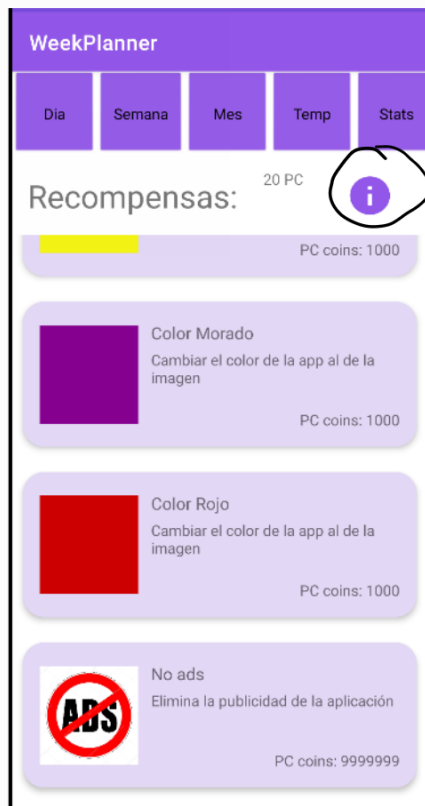 WeekPlanner
Dia Semana Mes Temp Stats
Recompensas: 20 PC
i
PC coins: 1000
Color Morado
Cambiar el color de la app al de la
imagen
PC coins: 1000
Color Rojo
Cambiar el color de la app al de la
imagen
PC coins: 1000
No ads
ADS
Elimina la publicidad de la aplicación
PC coins: 9999999